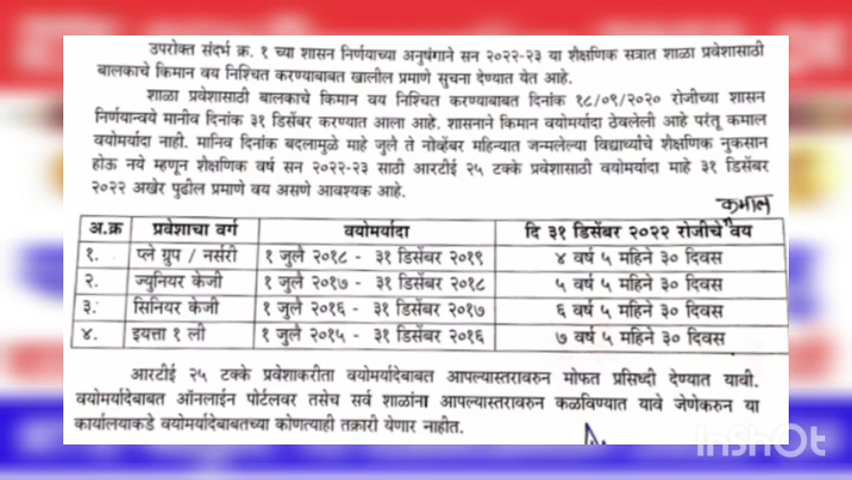 उपरोक्त संदर्भ क्र. १ च्या शासन निर्णयाच्या अनुषंगाने सन २०२२-२३ या शैक्षणिक सत्रात शाळा प्रवेशासाठी
बालकाचे किमान वय निश्चित करण्याबाबत खालील प्रमाणे सुचना देण्यात येत आहे.
शाळा प्रवेशासाठी बालकाचे किमान वय निश्चित करण्याबाबत दिनांक १८/०९/२०२० रोजीच्या शासन
निर्णयान्वये मानीव दिनांक ३१ डिसेंबर करण्यात आला आहे. शासनाने किमान वयोमर्यादा ठेवलेली आहे परंतू कमाल
वयोमर्यादा नाही. मानिव दिनांक बदलामुळे माहे जुलै ते नोव्हेंबर महिन्यात जन्मलेल्या विद्यार्थ्यांचे शैक्षणिक नुकसान
होऊ नये म्हणून शैक्षणिक वर्ष सन २०२२-२३ साठी आरटीई २५ टक्के प्रवेशासाठी वयोमर्यादा माहे ३१ डिसेंबर
२०२२ अखेर पुढील प्रमाणे वय असणे आवश्यक आहे.
कमाल
अ.क्र प्रवेशाचा वर्ग वयोमर्यादा दि ३१ डिसेंबर २०२२ रोजीचे वय
१. प्ले ग्रुप / नर्सरी १ जुलै २०१८ - ३१ डिसेंबर २०१९ ४ वर्ष ५ महिने ३० दिवस
२. ज्युनियर केजी १ जुलै २०१७ - ३१ डिसेंबर २०१८ ५ वर्ष ५ महिने ३० दिवस
३. सिनियर केजी १ जुलै २०१६ - ३१ डिसेंबर २०१७ ६ वर्ष ५ महिने ३० दिवस
४. इयत्ता १ ली १ जुलै २०१५ - ३१ डिसेंबर २०१६ ७ वर्ष ५ महिने ३० दिवस
आरटीई २५ टक्के प्रवेशाकरीता वयोमर्यादेबाबत आपल्यास्तरावरुन मोफत प्रसिध्दी देण्यात यावी.
वयोमर्यादेबाबत ऑनलाईन पोर्टलवर तसेच सर्व शाळांना आपल्यास्तरावरुन कळविण्यात यावे जेणेकरुन या
कार्यालयाकडे वयोमर्यादेबाबतच्या कोणत्याही तक्रारी येणार नाहीत.
InShOt